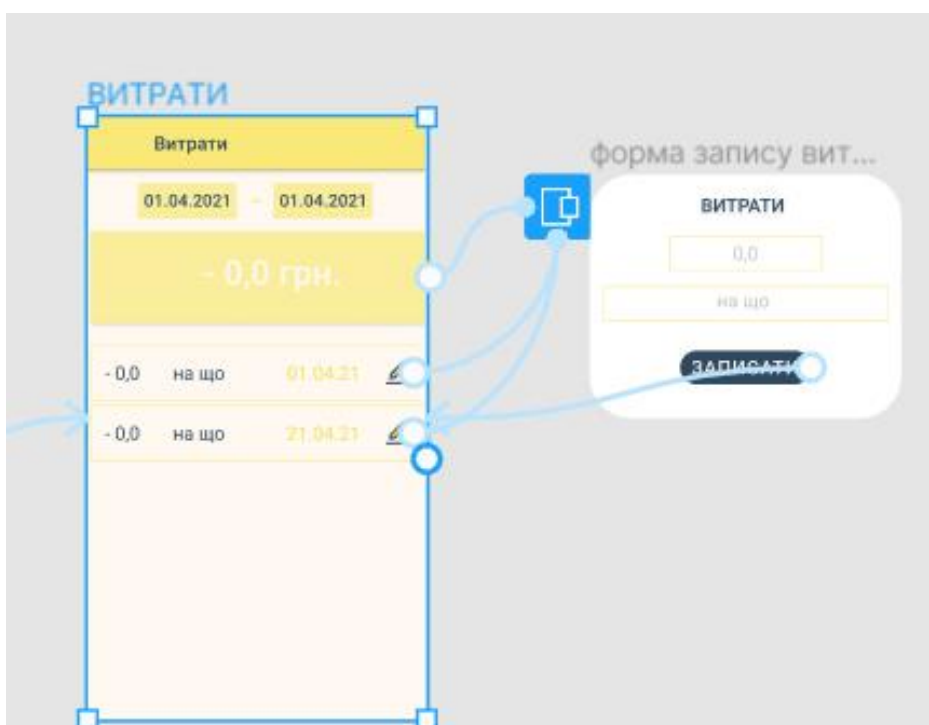 ВИТРАТИ
Витрати
01.04.2021 - 01.04.2021
- 0,0 грн.
- 0,0 на що 01.04.21
- 0,0 на що 21.04.21
форма запису вит...
ВИТРАТИ
0,0
на що
ЗАПИСАТИ